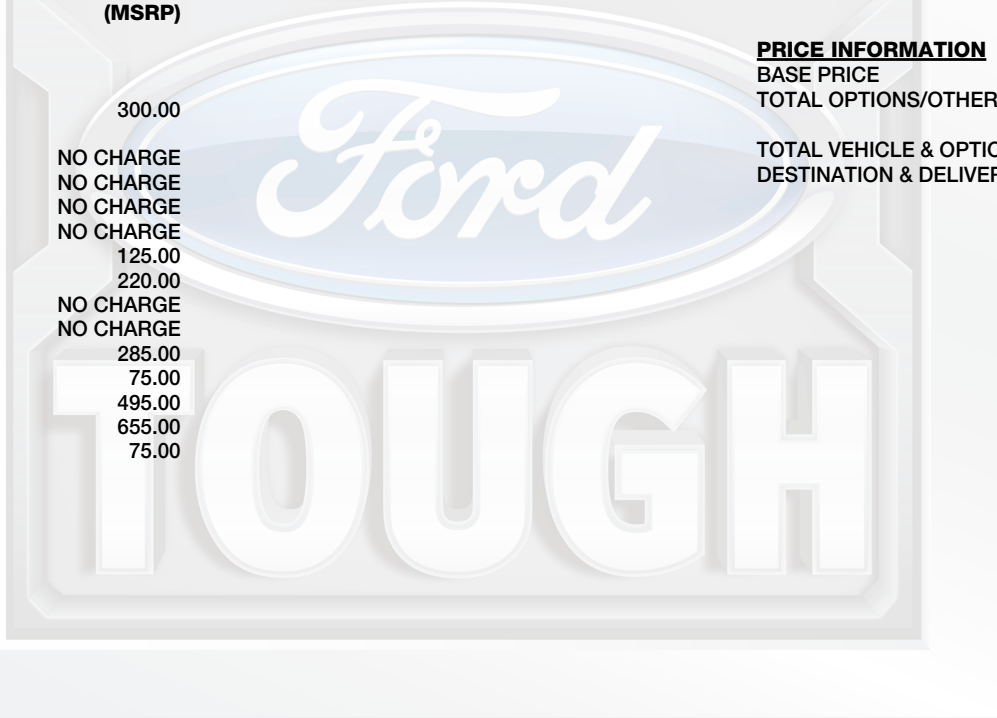 (MSRP)
300.00
NO CHARGE
NO CHARGE
NO CHARGE
NO CHARGE
125.00
220.00
NO CHARGE
NO CHARGE
285.00
75.00
495.00
655.00
75.00
PRICE INFORMATION
BASE PRICE
TOTAL OPTIONS/OTHER
TOTAL VEHICLE & OPTIO
DESTINATION & DELIVER
Ford
TOUGH